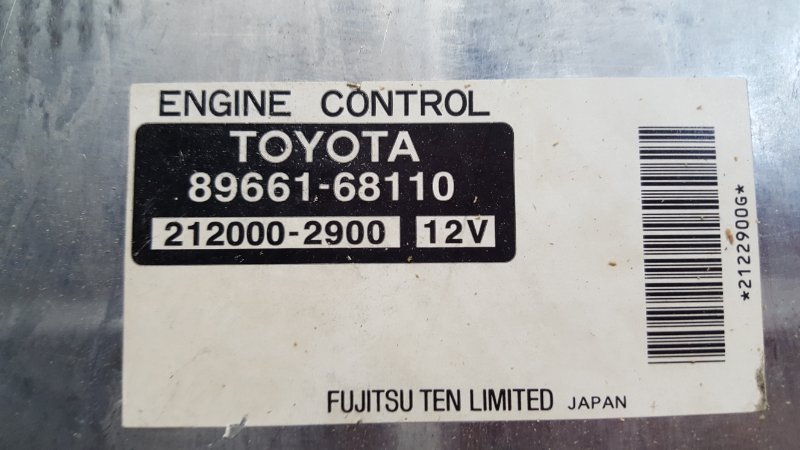 ENGINE CONTROL
TOYOTA
89661-68110
212000-2900 12V
*2122900G*
FUJITSU TEN LIMITED JAPAN